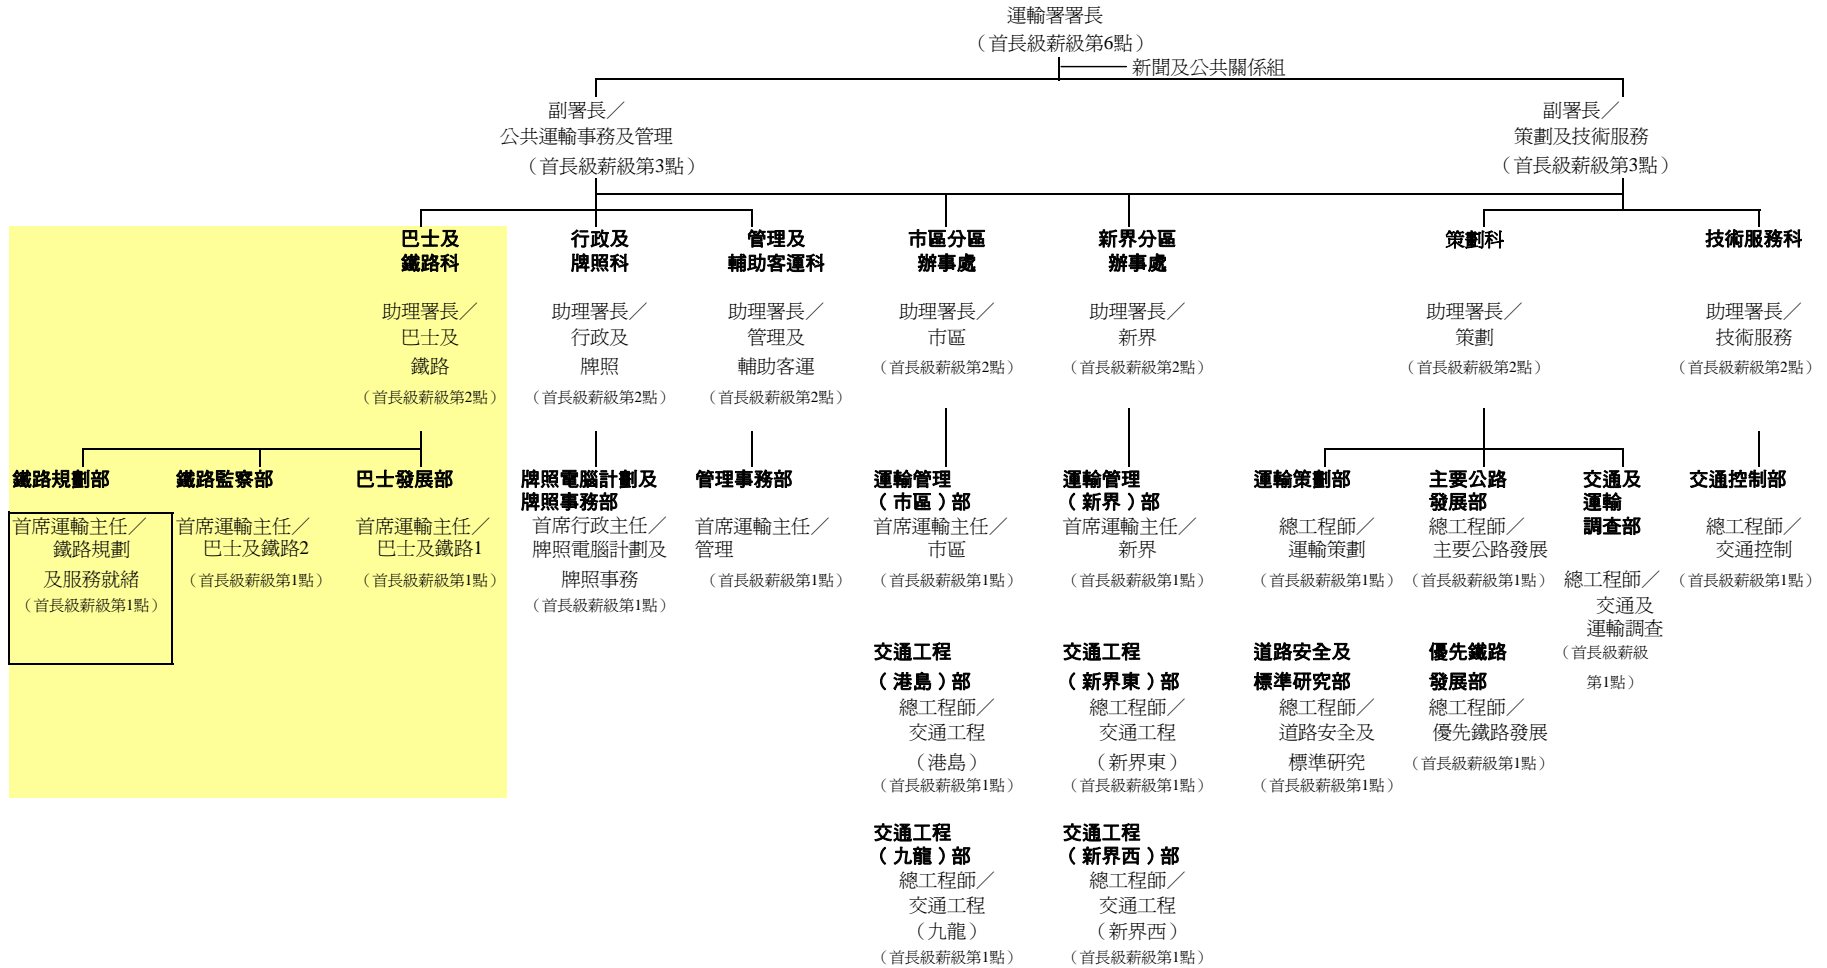 運輸署署長
（首長級薪級第6點）
新聞及公共關係組
副署長／
公共運輸事務及管理
（首長級薪級第3點）
副署長／
策劃及技術服務
（首長級薪級第3點）
巴士及
鐵路科
助理署長／
巴士及
鐵路
（首長級薪級第2點）
行政及
牌照科
助理署長／
行政及
牌照
（首長級薪級第2點）
管理及
輔助客運科
助理署長／
管理及
輔助客運
（首長級薪級第2點）
市區分區
辦事處
助理署長／
市區
（首長級薪級第2點）
新界分區
辦事處
助理署長／
新界
（首長級薪級第2點）
策劃科
助理署長／
策劃
（首長級薪級第2點）
技術服務科
助理署長／
技術服務
（首長級薪級第2點）
鐵路規劃部
首席運輸主任／
鐵路規劃
及服務就緒
（首長級薪級第1點）
鐵路監察部
首席運輸主任／
巴士及鐵路2
（首長級薪級第1點）
巴士發展部
首席運輸主任／
巴士及鐵路1
（首長級薪級第1點）
牌照電腦計劃及
牌照事務部
首席行政主任／
牌照電腦計劃及
牌照事務
（首長級薪級第1點）
管理事務部
首席運輸主任／
管理
（首長級薪級第1點）
運輸管理
（市區）部
首席運輸主任／
市區
（首長級薪級第1點）
運輸管理
（新界）部
首席運輸主任／
新界
（首長級薪級第1點）
運輸策劃部
總工程師／
運輸策劃
（首長級薪級第1點）
主要公路
發展部
總工程師／
主要公路發展
（首長級薪級第1點）
交通及
運輸
調查部
總工程師／
交通及
運輸調查
（首長級薪級
第1點）
交通控制部
總工程師／
交通控制
（首長級薪級第1點）
交通工程
（港島）部
總工程師／
交通工程
（港島）
（首長級薪級第1點）
交通工程
（新界東）部
總工程師／
交通工程
（新界東）
（首長級薪級第1點）
道路安全及
標準研究部
總工程師／
道路安全及
標準研究
（首長級薪級第1點）
優先鐵路
發展部
總工程師／
優先鐵路發展
（首長級薪級第1點）
交通工程
（九龍）部
總工程師／
交通工程
（九龍）
（首長級薪級第1點）
交通工程
（新界西）部
總工程師／
交通工程
（新界西）
（首長級薪級第1點）